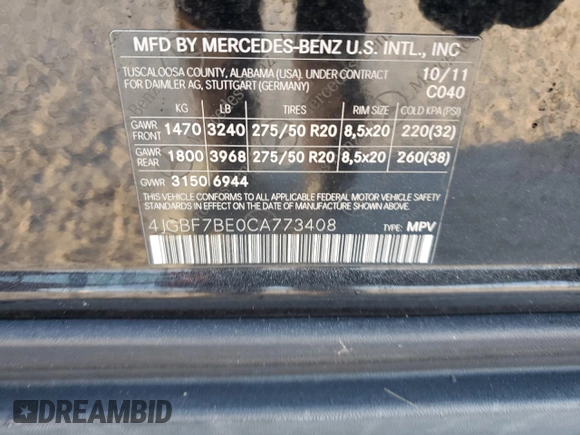 MFD BY MERCEDES-BENZ U.S. INTL., INC
TUSCALOOSA COUNTY, ALABAMA (USA). UNDER CONTRACT 10/11
FOR DAIMLER AG, STUTTGART (GERMANY) C040
KG LB TIRES RIM SIZE COLD KPA (PSI)
GAWR FRONT 1470 3240 275/50 R20 8,5x20 220(32)
GAWR REAR 1800 3968 275/50 R20 8,5x20 260(38)
GVWR 3150 6944
THIS VEHICLE CONFORMS TO ALL APPLICABLE FEDERAL MOTOR VEHICLE SAFETY
STANDARDS IN EFFECT ON THE DATE OF MANUFACTURE SHOWN ABOVE
4JGBF7BE0CA773408 TYPE: MPV
DREAMBID